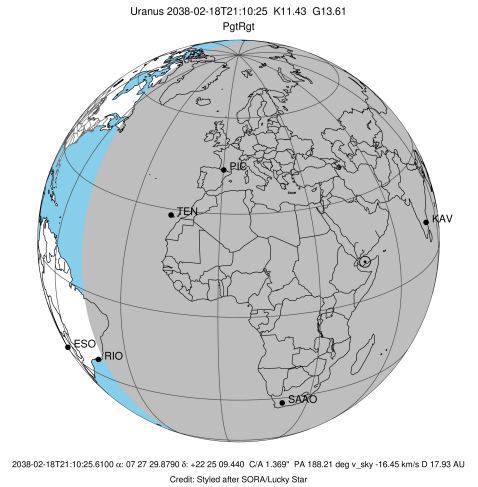 Uranus 2038-02-18T21:10:25 K11.43 G13.61
PgtRgt
PIC
TEN
KAV
ESO
RIO
SAAO
2038-02-18T21:10:25.6100 α: 07 27 29.8790 δ: +22 25 09.440 C/A 1.369" PA 188.21 deg v_sky -16.45 km/s D 17.93 AU
Credit: Styled after SORA/Lucky Star